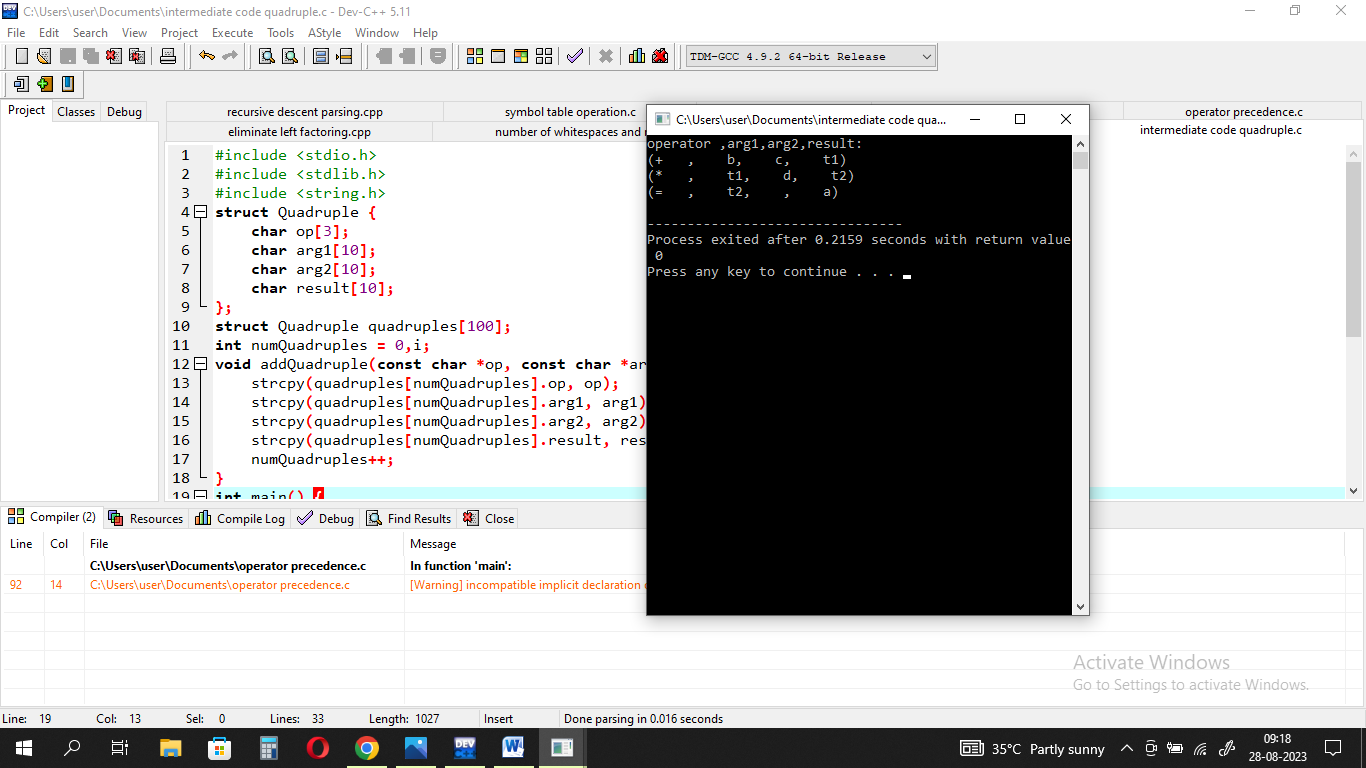 C:\Users\user\Documents\intermediate code quadruple.c - Dev-C++ 5.11
File Edit Search View Project Execute Tools AStyle Window Help
TDM-GCC 4.9.2 64-bit Release
Project Classes Debug
recursive descent parsing.cpp symbol table operation.c operator precedence.c
eliminate left factoring.cpp number of whitespaces and intermediate code quadruple.c
1 #include <stdio.h>
2 #include <stdlib.h>
3 #include <string.h>
4 struct Quadruple {
5 char op[3];
6 char arg1[10];
7 char arg2[10];
8 char result[10];
9 };
10 struct Quadruple quadruples[100];
11 int numQuadruples = 0,i;
12 void addQuadruple(const char *op, const char *ar
13 strcpy(quadruples[numQuadruples].op, op);
14 strcpy(quadruples[numQuadruples].arg1, arg1)
15 strcpy(quadruples[numQuadruples].arg2, arg2)
16 strcpy(quadruples[numQuadruples].result, res
17 numQuadruples++;
18 }
19 int main() {
C:\Users\user\Documents\intermediate code qua...
operator ,arg1,arg2,result:
(+ , b, c, t1)
(* , t1, d, t2)
(= , t2, , a)
--------------------------------
Process exited after 0.2159 seconds with return value
0
Press any key to continue . . .
Compiler (2) Resources Compile Log Debug Find Results Close
Line Col File Message
C:\Users\user\Documents\operator precedence.c In function 'main':
92 14 C:\Users\user\Documents\operator precedence.c [Warning] incompatible implicit declaration
Activate Windows
Go to Settings to activate Windows.
Line: 19 Col: 13 Sel: 0 Lines: 33 Length: 1027 Insert Done parsing in 0.016 seconds
35°C Partly sunny
09:18
28-08-2023